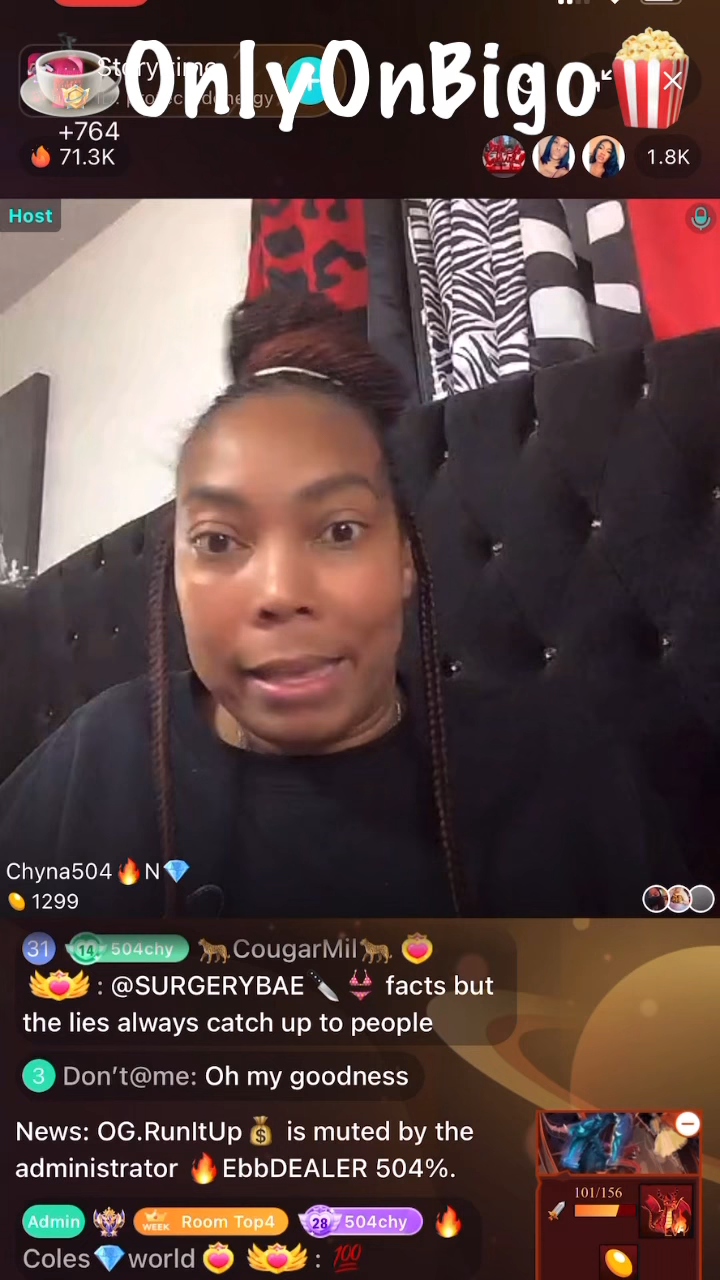 OnlyOnBigo
Storytime
+764
71.3K
1.8K
Host
Chyna504🔥N💎
1299
31 14 504chy 🐆CougarMil🐆
: @SURGERYBAE🔪👙 facts but
the lies always catch up to people
3 Don't@me: Oh my goodness
News: OG.RunItUp💰 is muted by the
administrator 🔥EbbDEALER 504%.
101/156
Admin WEEK Room Top4 28 504chy 🔥
Coles💎world : 💯